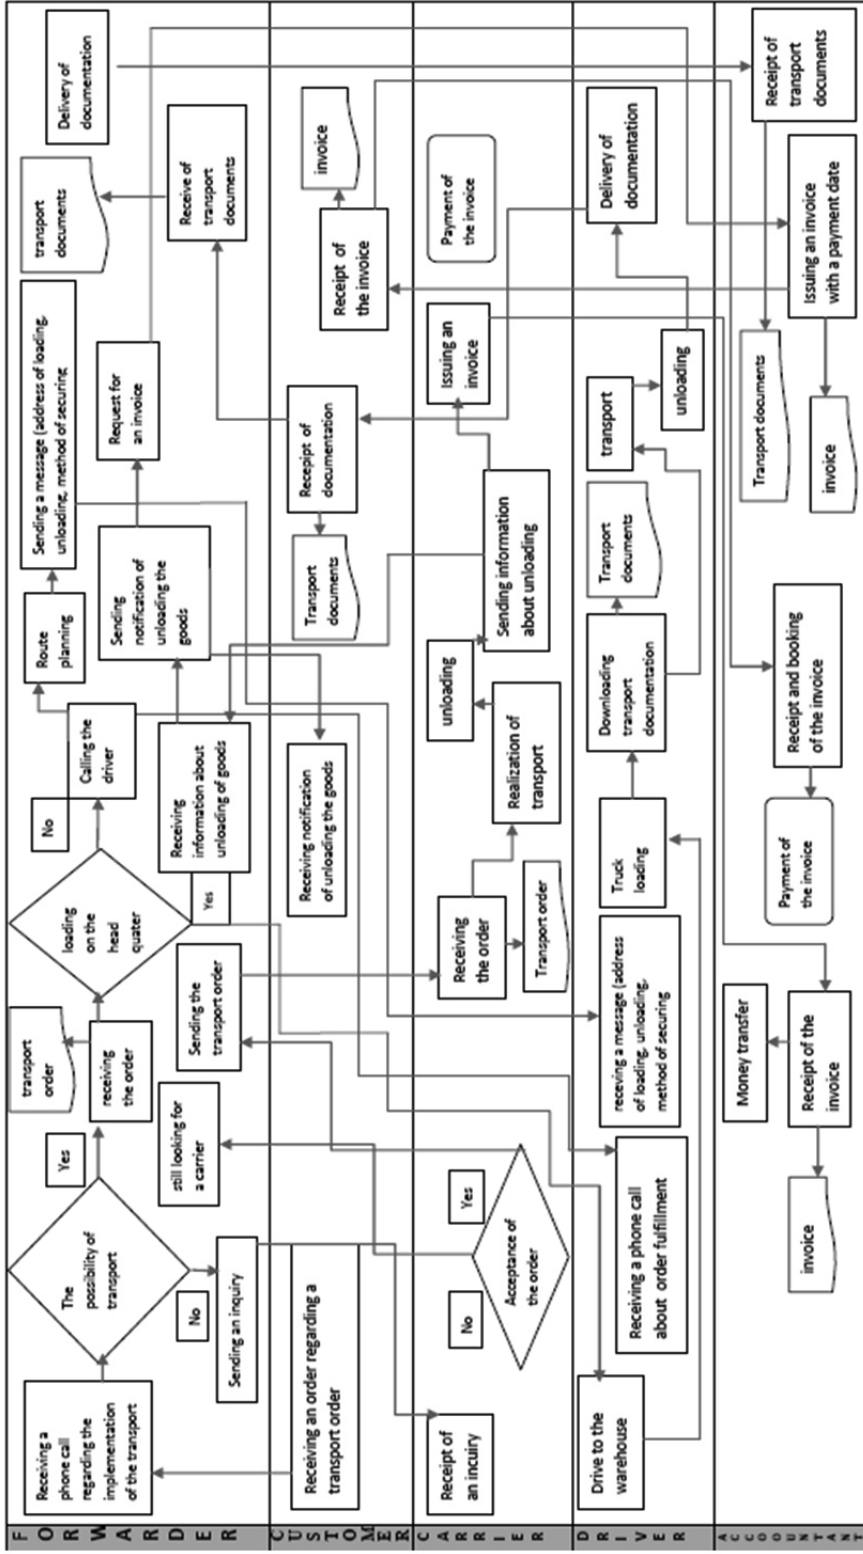 FORWARDER
Receiving a
phone call
regarding the
implementation
of the transport
The
possibility of
transport
Yes
No
Sending an inquiry
transport
order
receiving
the order
still looking for
a carrier
loading
on the
head
quater
Sending the
transport order
No
Yes
Calling the
driver
Receiving
information about
unloading of goods
Route
planning
Sending
notification of
unloading the
goods
Sending a message (address of loading,
unloading, method of securing
Request for
an invoice
transport
documents
Receive of
transport
documents
Delivery of
documentation
CUSTOMER
Receiving an order regarding a
transport order
Receiving notification
of unloading the goods
Transport
documents
Recepipt of
documentation
Receipt of
the invoice
invoice
CARRIER
Receipt of
an incuiry
No
Yes
Acceptance of
the order
Receiving
the order
Transport order
Realization of
transport
unloading
Sending information
about unloading
Issuing an
invoice
Payment of
the invoice
DRIVER
Drive to the
warehouse
Receiving a phone call
about order fulfillment
receving a message (address
of loading, unloading,
method of securing
Truck
loading
Downloading
transport
documentation
Transport
documents
transport
unloading
Delivery of
documentation
ACCOUNTANT
invoice
Receipt of the
invoice
Money transfer
Payment of
the invoice
Receipt and booking
of the invoice
Transport documents
invoice
Issuing an invoice
with a payment date
Receipt of
transport
documents